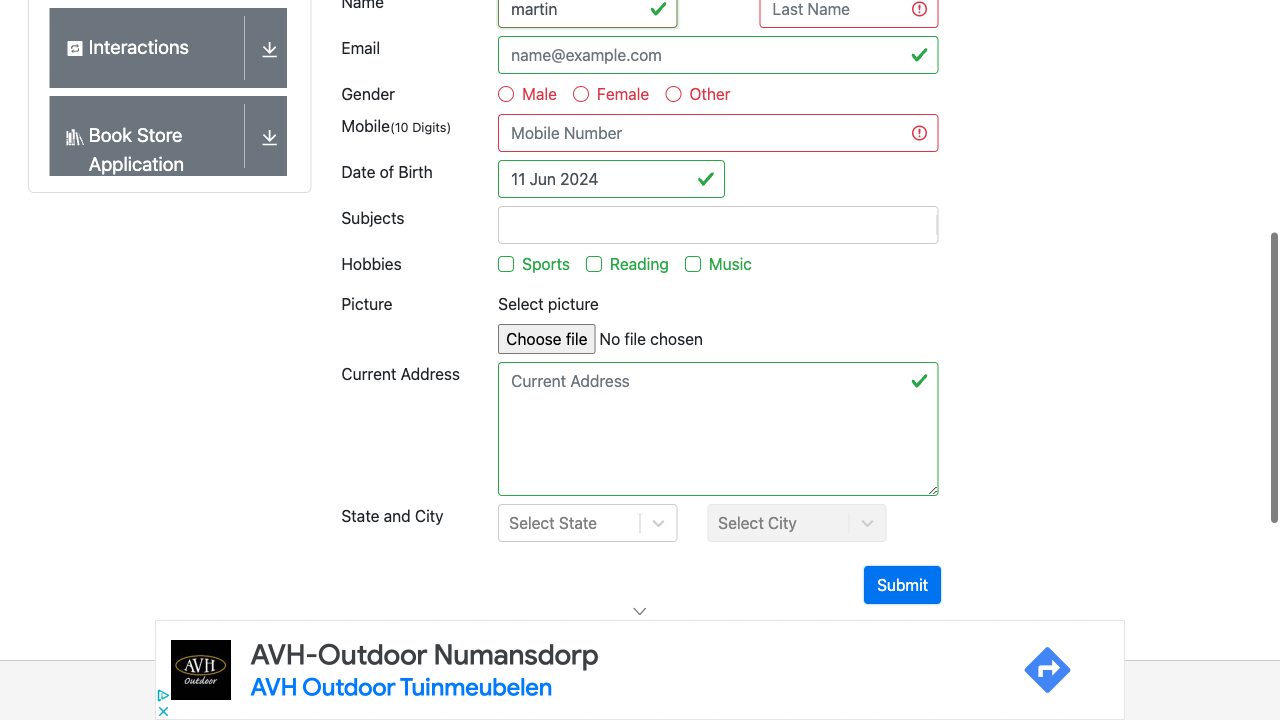 Name
martin
Last Name
Interactions
Email
name@example.com
Gender
Male
Female
Other
Mobile(10 Digits)
Mobile Number
Book Store
Application
Date of Birth
11 Jun 2024
Subjects
Hobbies
Sports
Reading
Music
Picture
Select picture
Choose file No file chosen
Current Address
Current Address
State and City
Select State
Select City
Submit
AVH
Outdoor
AVH-Outdoor Numansdorp
AVH Outdoor Tuinmeubelen